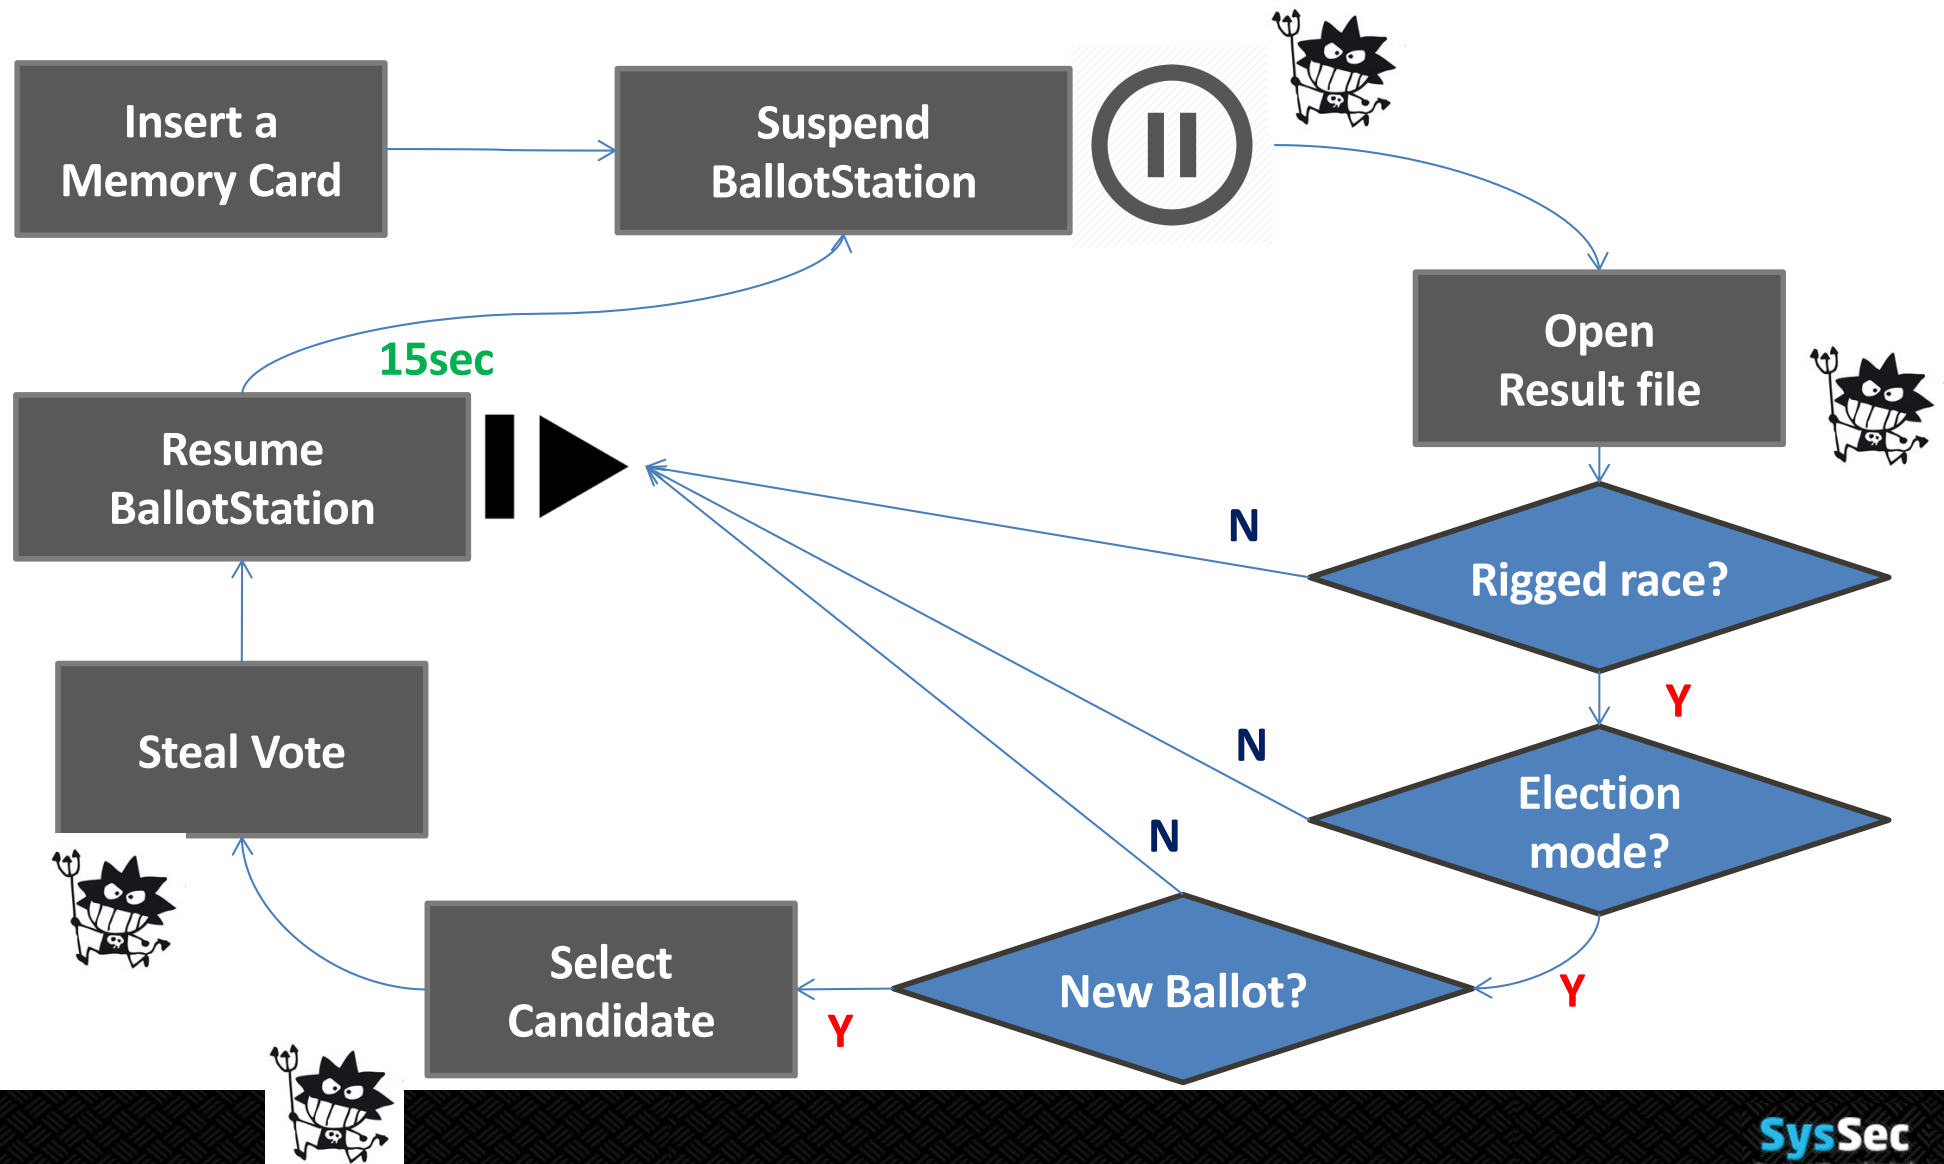 Insert a
Memory Card
Suspend
BallotStation
Open
Result file
15sec
Resume
BallotStation
N
Rigged race?
Y
N
Election
mode?
Steal Vote
N
Select
Candidate
New Ballot?
Y
Y
SysSec